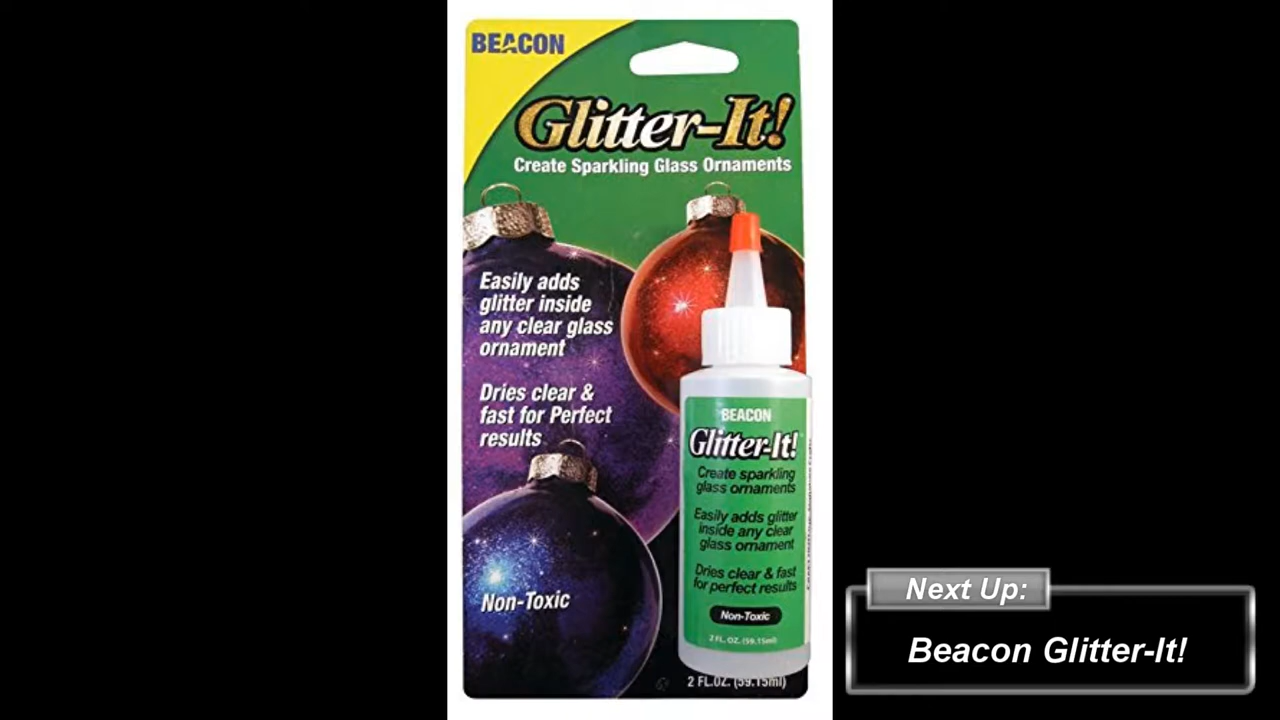 BEACON
Glitter-It!
Create Sparkling Glass Ornaments
Easily adds
glitter inside
any clear glass
ornament
Dries clear &
fast for Perfect
results
Non-Toxic
BEACON
Glitter-It!
Create sparkling
glass ornaments
Easily adds glitter
inside any clear
glass ornament
Dries clear & fast
for perfect results
Non-Toxic
2 FL. OZ. (59.15ml)
2 FL.OZ. (59.15ml)
Next Up:
Beacon Glitter-It!